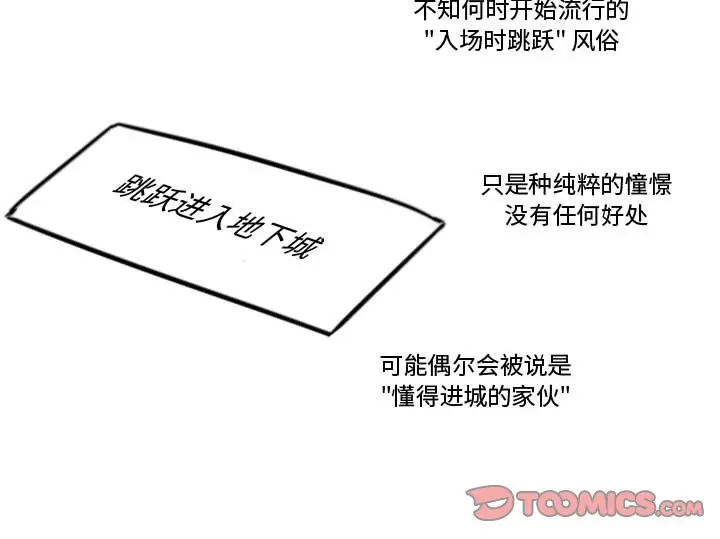 不知何时开始流行的
"入场时跳跃" 风俗
跳跃进入地下城
只是种纯粹的憧憬
没有任何好处
可能偶尔会被说是
"懂得进城的家伙"
TOOMICS.COM